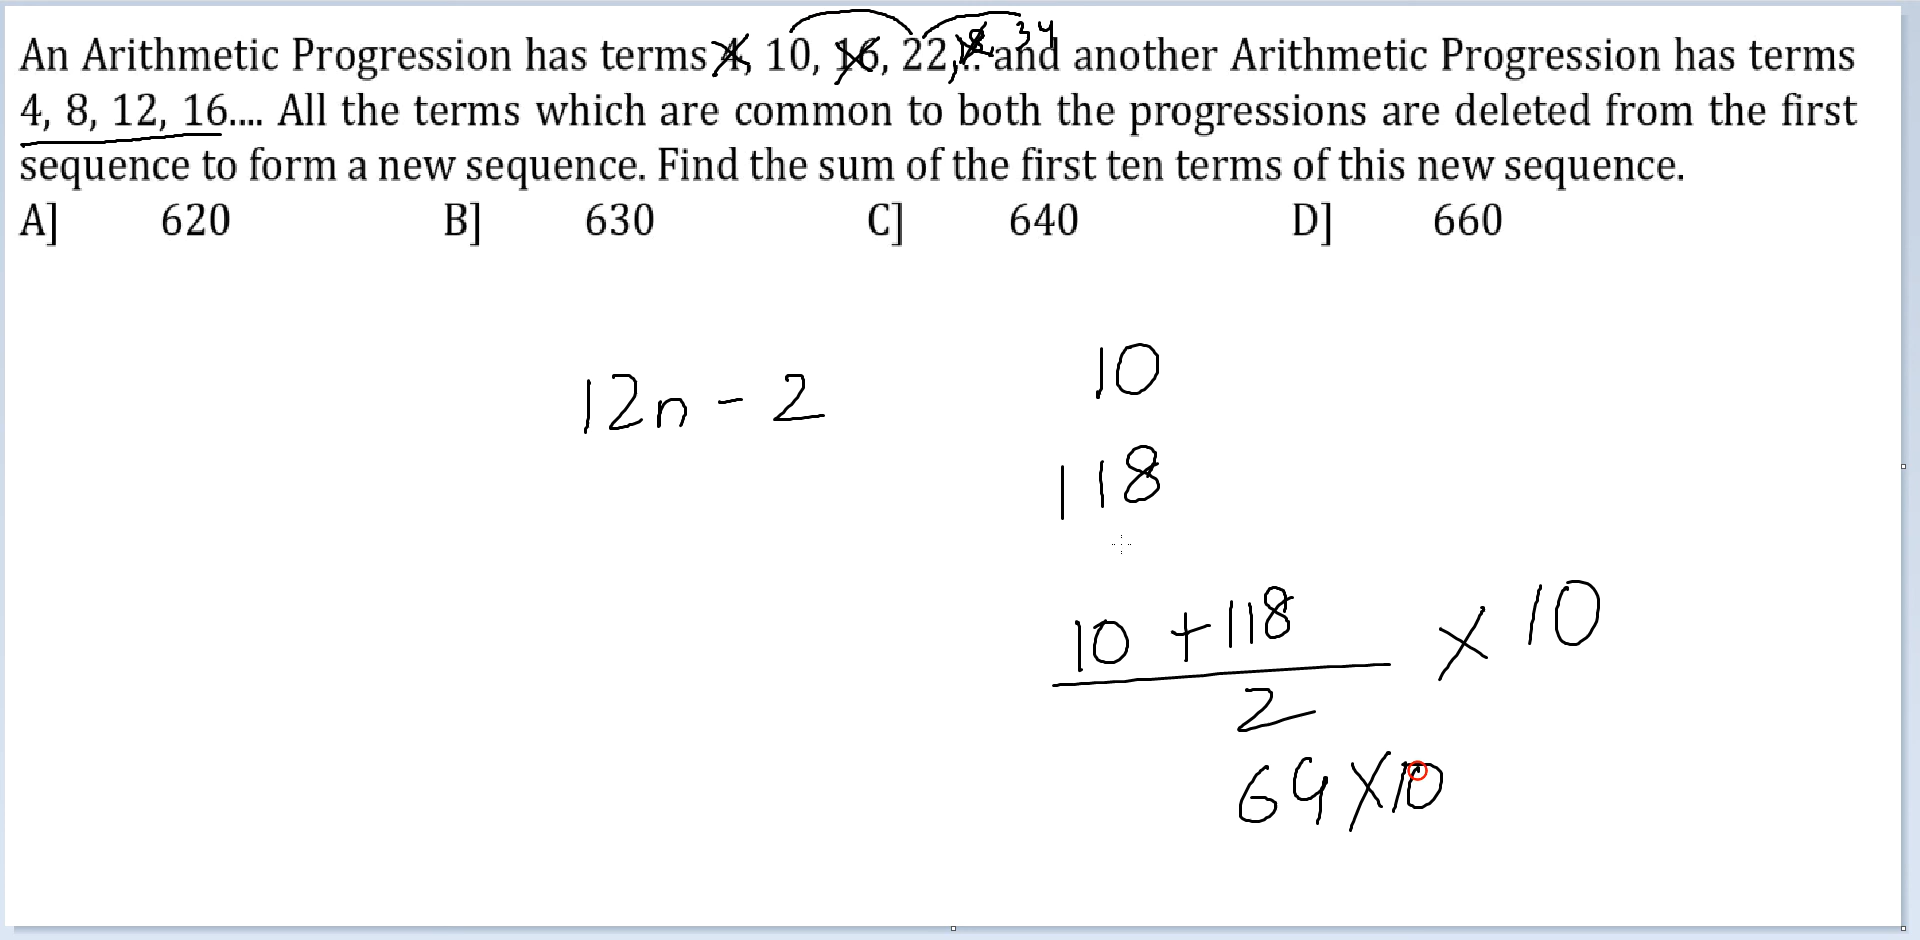 An Arithmetic Progression has terms 4, 10, 16, 22,... and another Arithmetic Progression has terms
34
4, 8, 12, 16.... All the terms which are common to both the progressions are deleted from the first
sequence to form a new sequence. Find the sum of the first ten terms of this new sequence.
A] 620 B] 630 C] 640 D] 660
10
12n - 2
118
10 + 118 × 10
2
64 × 10